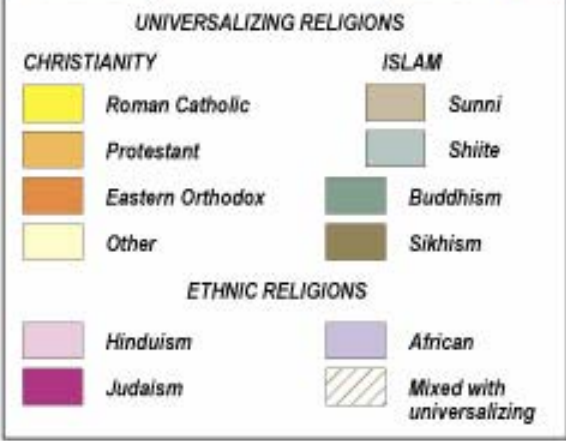 UNIVERSALIZING RELIGIONS
CHRISTIANITY
Roman Catholic
Protestant
Eastern Orthodox
Other
ISLAM
Sunni
Shiite
Buddhism
Sikhism
ETHNIC RELIGIONS
Hinduism
Judaism
African
Mixed with
universalizing